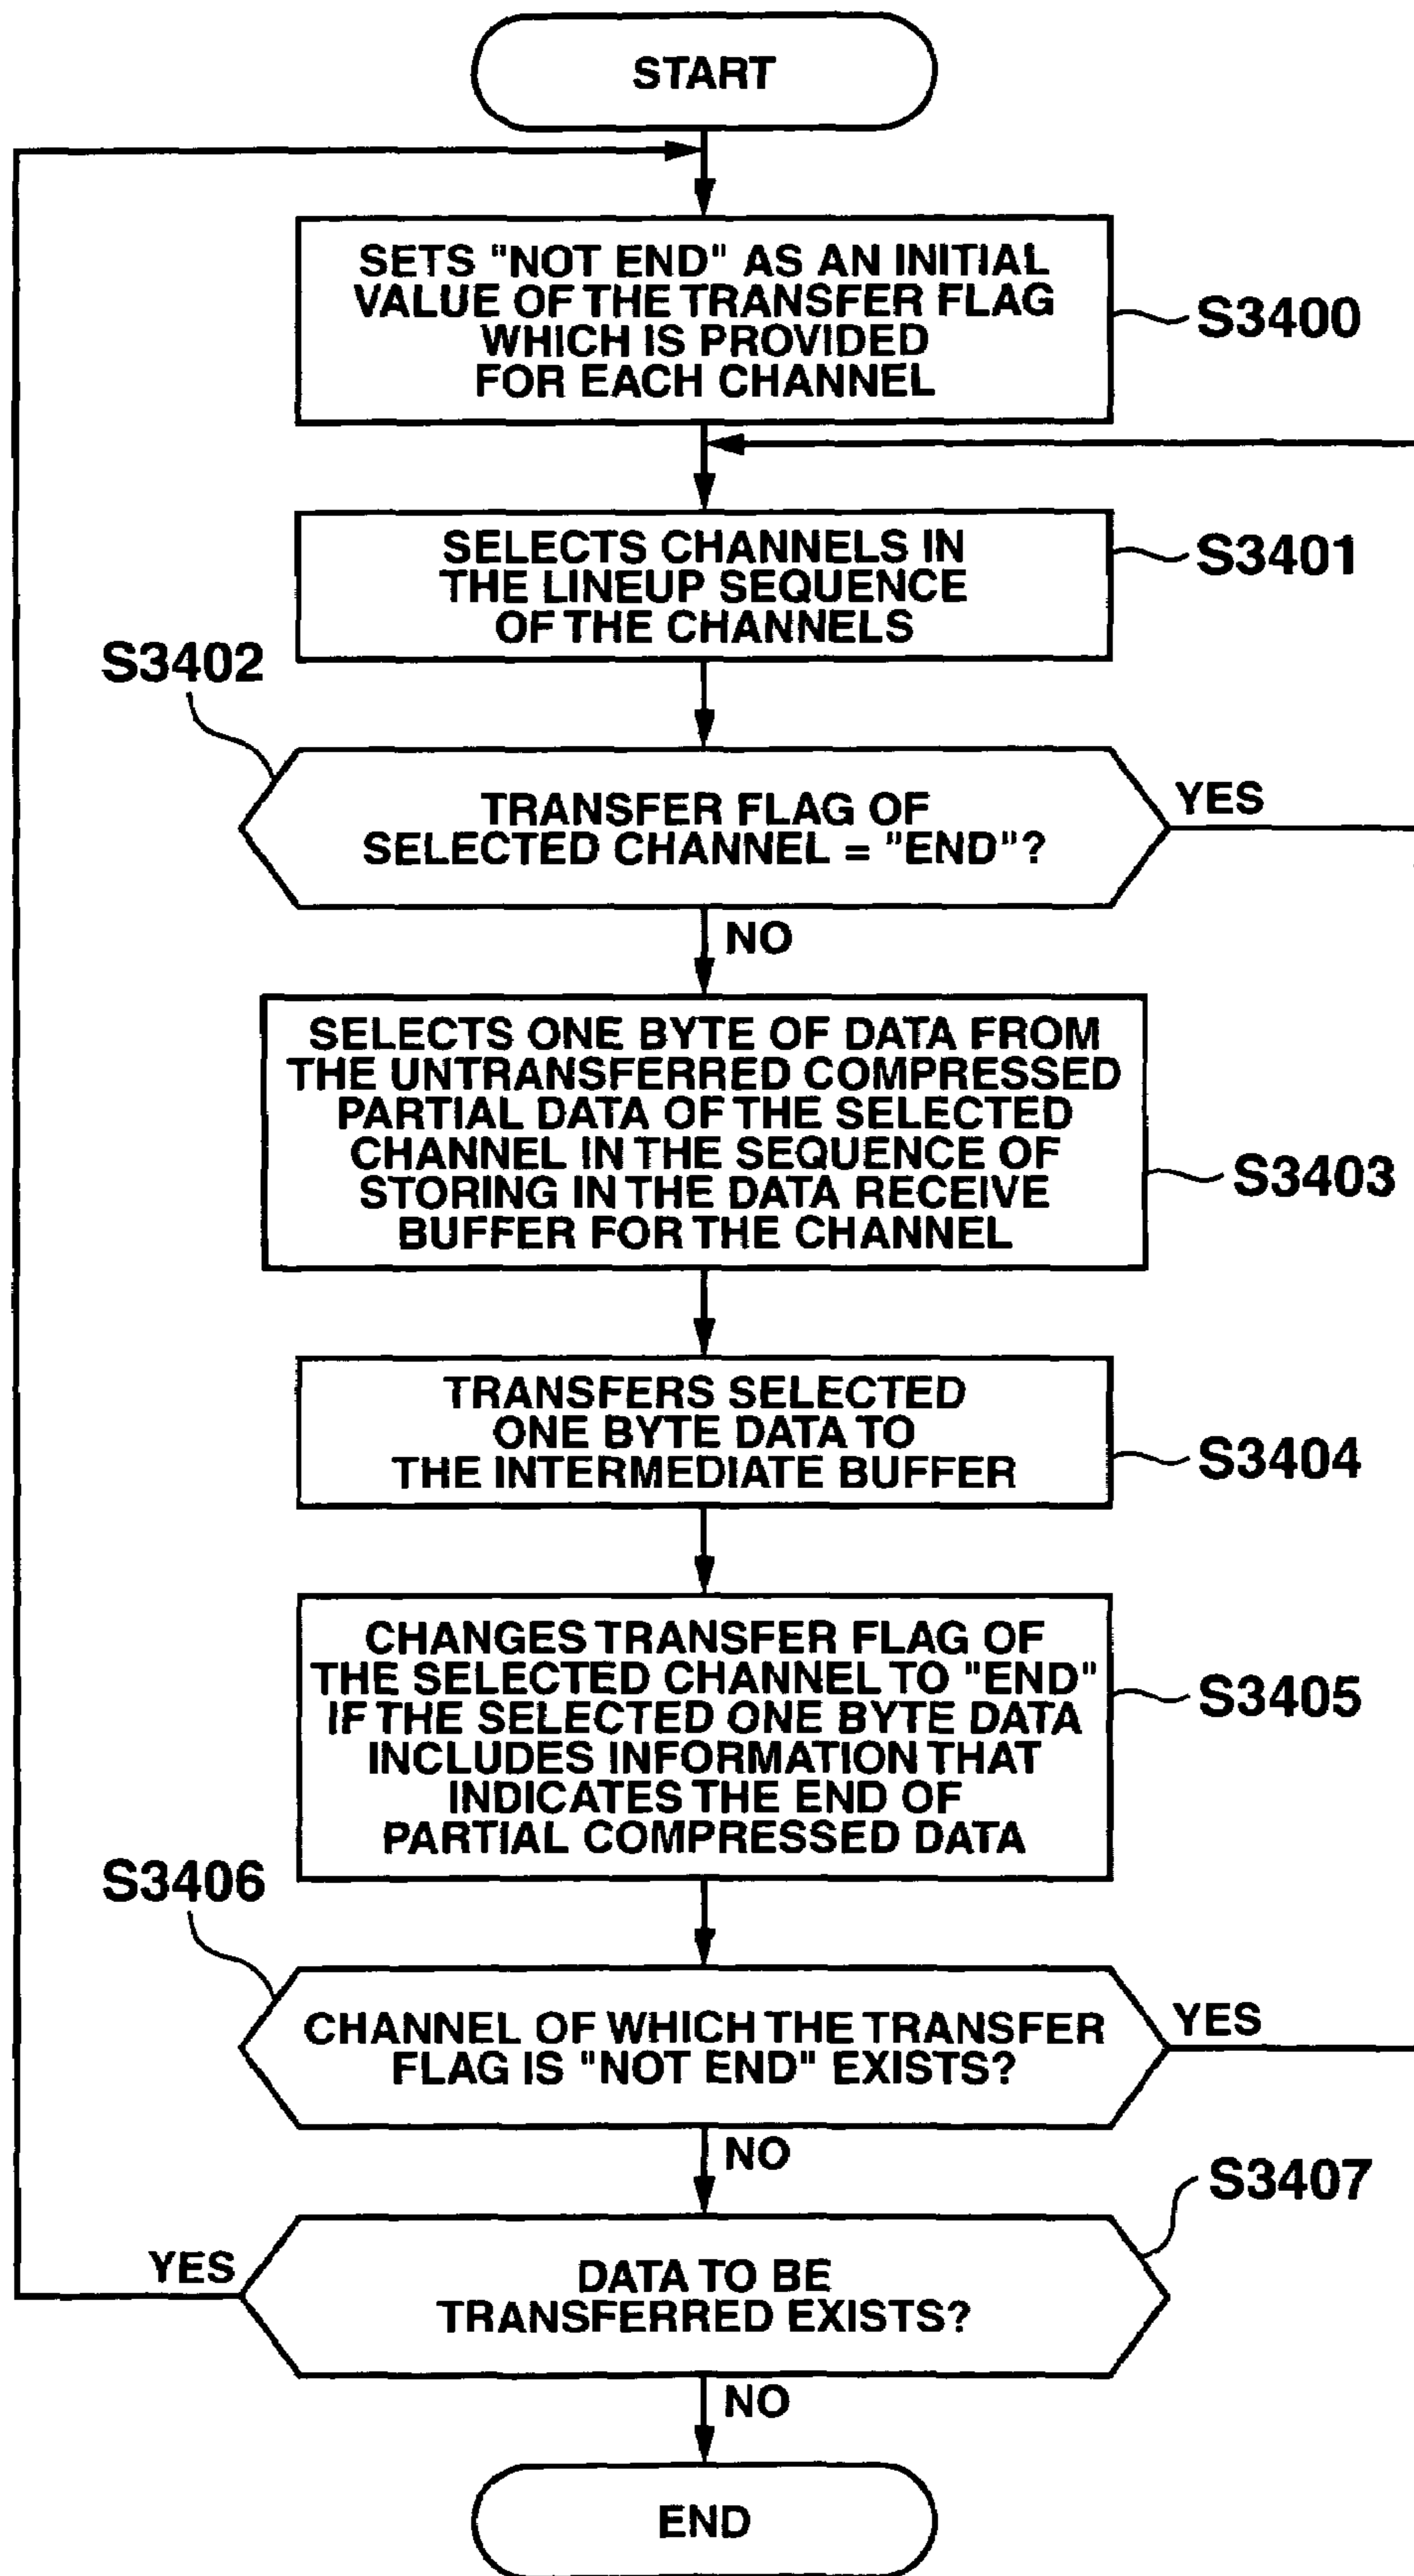 START
SETS "NOT END" AS AN INITIAL
VALUE OF THE TRANSFER FLAG
WHICH IS PROVIDED
FOR EACH CHANNEL
S3400
SELECTS CHANNELS IN
THE LINEUP SEQUENCE
OF THE CHANNELS
S3401
S3402
TRANSFER FLAG OF
SELECTED CHANNEL = "END"?
YES
NO
SELECTS ONE BYTE OF DATA FROM
THE UNTRANSFERRED COMPRESSED
PARTIAL DATA OF THE SELECTED
CHANNEL IN THE SEQUENCE OF
STORING IN THE DATA RECEIVE
BUFFER FOR THE CHANNEL
S3403
TRANSFERS SELECTED
ONE BYTE DATA TO
THE INTERMEDIATE BUFFER
S3404
CHANGES TRANSFER FLAG OF
THE SELECTED CHANNEL TO "END"
IF THE SELECTED ONE BYTE DATA
INCLUDES INFORMATION THAT
INDICATES THE END OF
PARTIAL COMPRESSED DATA
S3405
S3406
CHANNEL OF WHICH THE TRANSFER
FLAG IS "NOT END" EXISTS?
YES
NO
S3407
DATA TO BE
TRANSFERRED EXISTS?
YES
NO
END